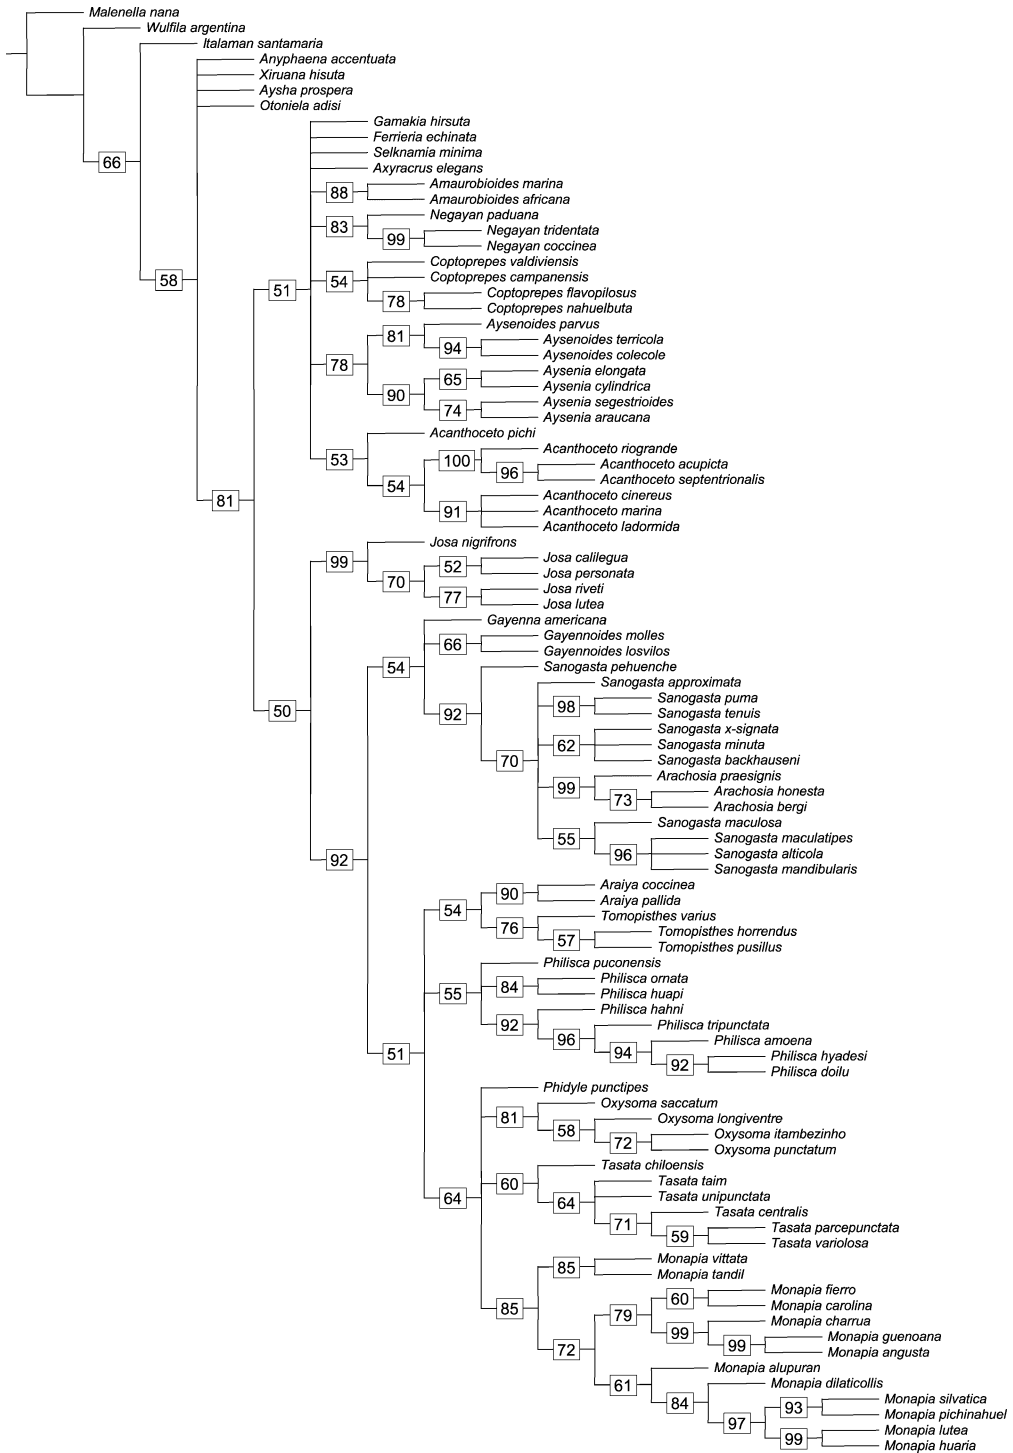 Malenella nana
Wulfila argentina
Italaman santamaria
Anyphaena accentuata
Xiruana hisuta
Aysha prospera
Otoniela adisi
Gamakia hirsuta
Ferrieria echinata
Selknamia minima
Axyracrus elegans
66
Amaurobioides marina
88
Amaurobioides africana
Negayan paduana
83
Negayan tridentata
99
Negayan coccinea
Coptoprepes valdiviensis
58
51
54
Coptoprepes campanensis
Coptoprepes flavopilosus
78
Coptoprepes nahuelbuta
Aysenoides parvus
81
Aysenoides terricola
94
Aysenoides colecole
78
Aysenia elongata
65
Aysenia cylindrica
90
Aysenia segestrioides
74
Aysenia araucana
Acanthoceto pichi
Acanthoceto riogrande
53
100
Acanthoceto acupicta
96
Acanthoceto septentrionalis
54
Acanthoceto cinereus
81
91
Acanthoceto marina
Acanthoceto ladormida
Josa nigrifrons
99
Josa calilegua
52
Josa personata
70
Josa riveti
77
Josa lutea
Gayenna americana
Gayennoides molles
66
Gayennoides losvilos
54
Sanogasta pehuenche
Sanogasta approximata
Sanogasta puma
98
Sanogasta tenuis
50
92
Sanogasta x-signata
62
Sanogasta minuta
70
Sanogasta backhauseni
Arachosia praesignis
99
Arachosia honesta
73
Arachosia bergi
Sanogasta maculosa
55
Sanogasta maculatipes
92
96
Sanogasta alticola
Sanogasta mandibularis
Araiya coccinea
90
Araiya pallida
54
Tomopisthes varius
76
Tomopisthes horrendus
57
Tomopisthes pusillus
Philisca puconensis
Philisca ornata
84
55
Philisca huapi
Philisca hahni
92
Philisca tripunctata
96
Philisca amoena
51
94
Philisca hyadesi
92
Philisca doilu
Phidyle punctipes
Oxysoma saccatum
81
Oxysoma longiventre
58
Oxysoma itambezinho
72
Oxysoma punctatum
Tasata chiloensis
60
Tasata taim
64
64
Tasata unipunctata
Tasata centralis
71
Tasata parcepunctata
59
Tasata variolosa
Monapia vittata
85
Monapia tandil
Monapia fierro
60
85
Monapia carolina
79
Monapia charrua
99
Monapia guenoana
99
Monapia angusta
72
Monapia alupuran
61
Monapia dilaticollis
84
Monapia silvatica
93
Monapia pichinahuel
97
Monapia lutea
99
Monapia huaria